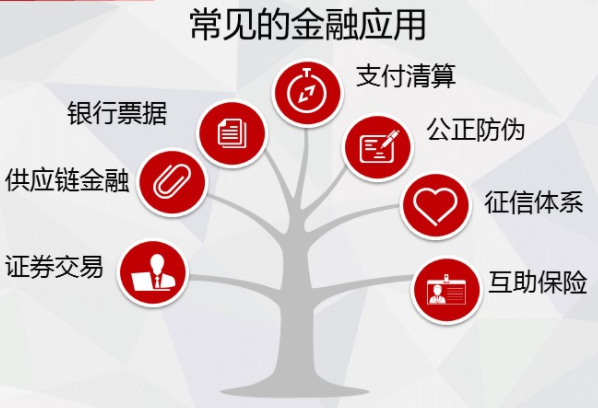 常见的金融应用
支付清算
银行票据
公正防伪
供应链金融
征信体系
证券交易
互助保险